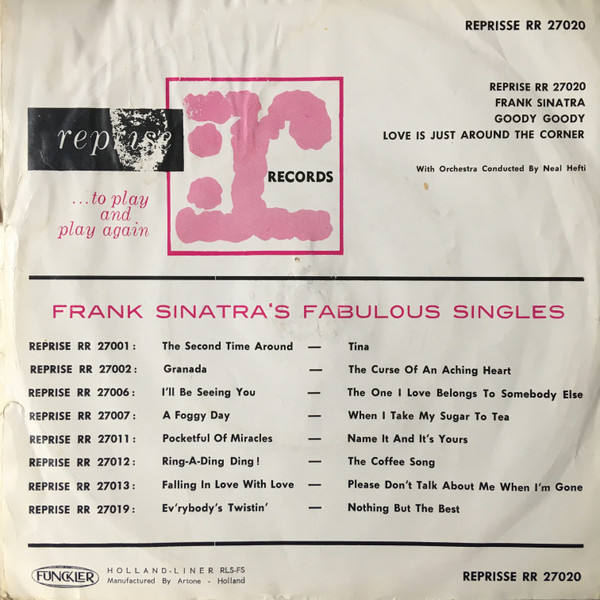 REPRISSE RR 27020
REPRISE RR 27020
FRANK SINATRA
GOODY GOODY
LOVE IS JUST AROUND THE CORNER
With Orchestra Conducted By Neal Hefti
reprise
r
RECORDS
...to play
and
play again
FRANK SINATRA'S FABULOUS SINGLES
REPRISE RR 27001: The Second Time Around — Tina
REPRISE RR 27002: Granada — The Curse Of An Aching Heart
REPRISE RR 27006: I'll Be Seeing You — The One I Love Belongs To Somebody Else
REPRISE RR 27007: A Foggy Day — When I Take My Sugar To Tea
REPRISE RR 27011: Pocketful Of Miracles — Name It And It's Yours
REPRISE RR 27012: Ring-A-Ding Ding! — The Coffee Song
REPRISE RR 27013: Falling In Love With Love — Please Don't Talk About Me When I'm Gone
REPRISE RR 27019: Ev'rybody's Twistin' — Nothing But The Best
FUNCKLER
HOLLAND-LINER RLS-FS
Manufactured By Artone - Holland
REPRISSE RR 27020